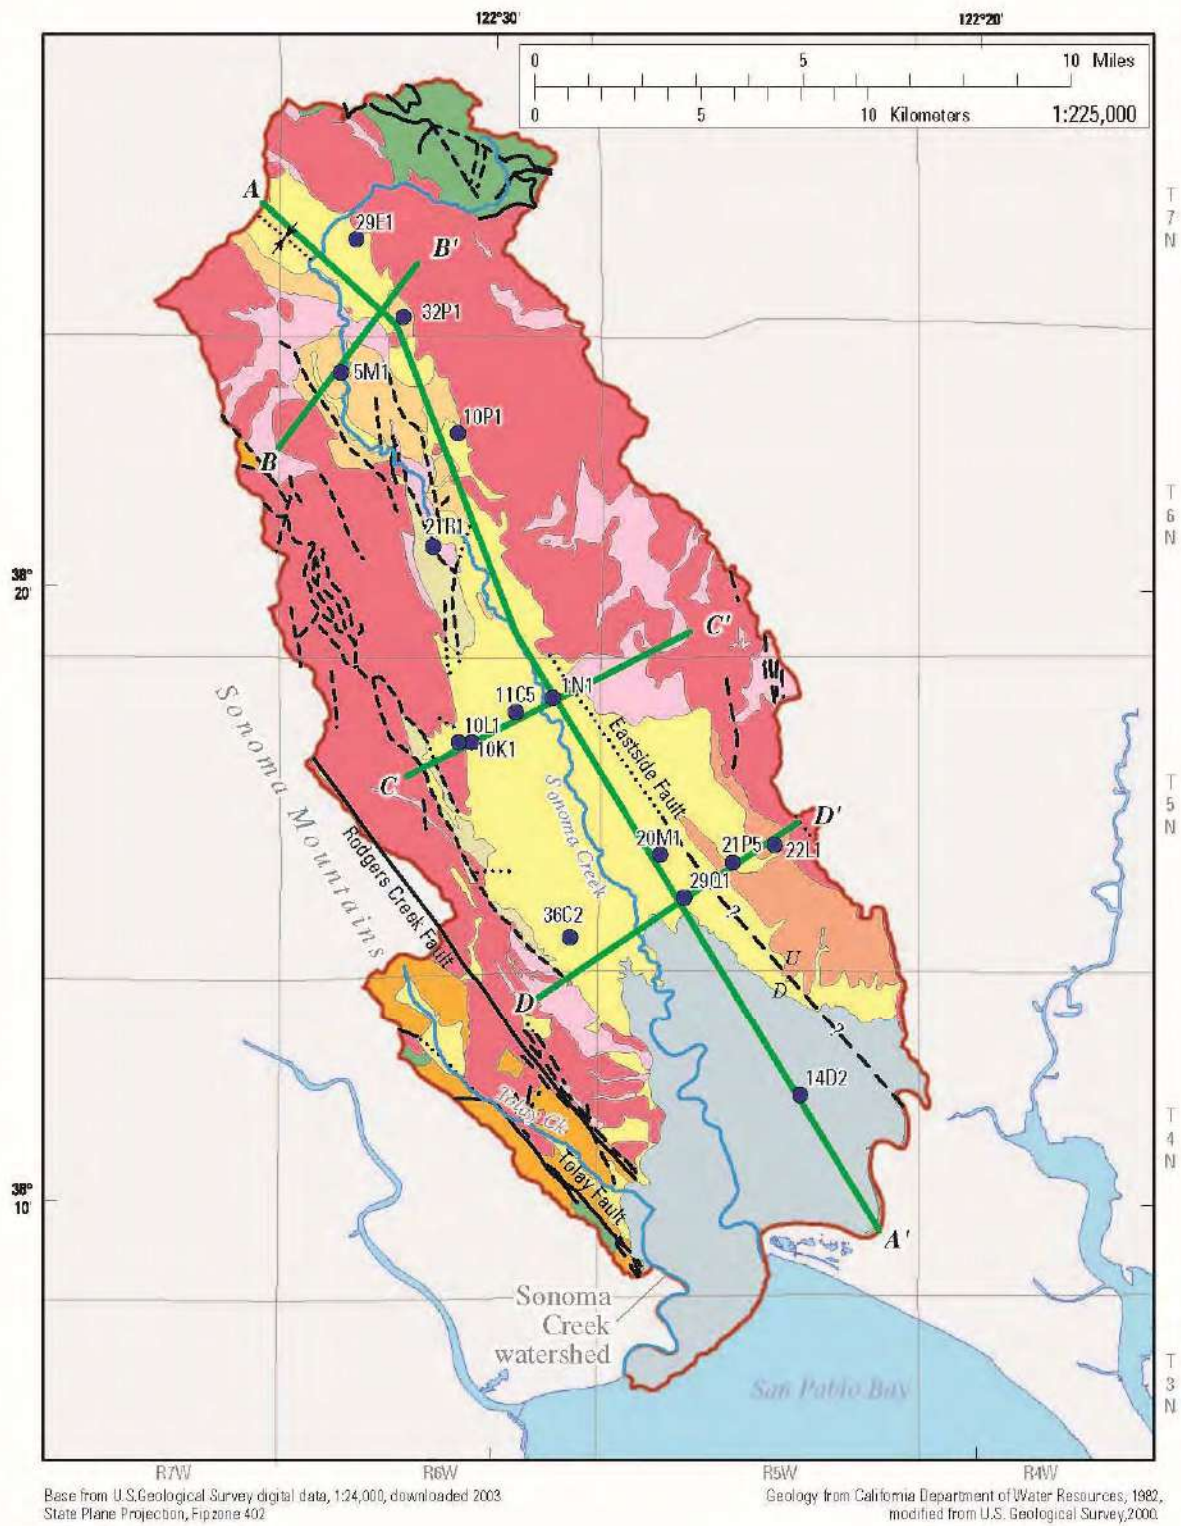 122°30'
122°20'
0 5 10 Miles
0 5 10 Kilometers
1:225,000
T
7
N
A
29E1
B'
32P1
5M1
10P1
B
T
6
N
21R1
38°
20'
C'
1N1
11C5
10L1
10K1
C
Sonoma Mountains
Eastside Fault
Sonoma Creek
T
5
N
D'
20M1
21P5
22L1
Rodgers Creek Fault
29Q1
36C2
?
U
D
D
?
14D2
Tolay Ck
T
4
N
38°
10'
Tolay Fault
A'
Sonoma
Creek
watershed
San Pablo Bay
T
3
N
R7W
R6W
R5W
R4W
Base from U.S.Geological Survey digital data, 1:24,000, downloaded 2003.
State Plane Projection, Fipzone 402
Geology from California Department of Water Resources, 1982,
modified from U.S. Geological Survey,2000.